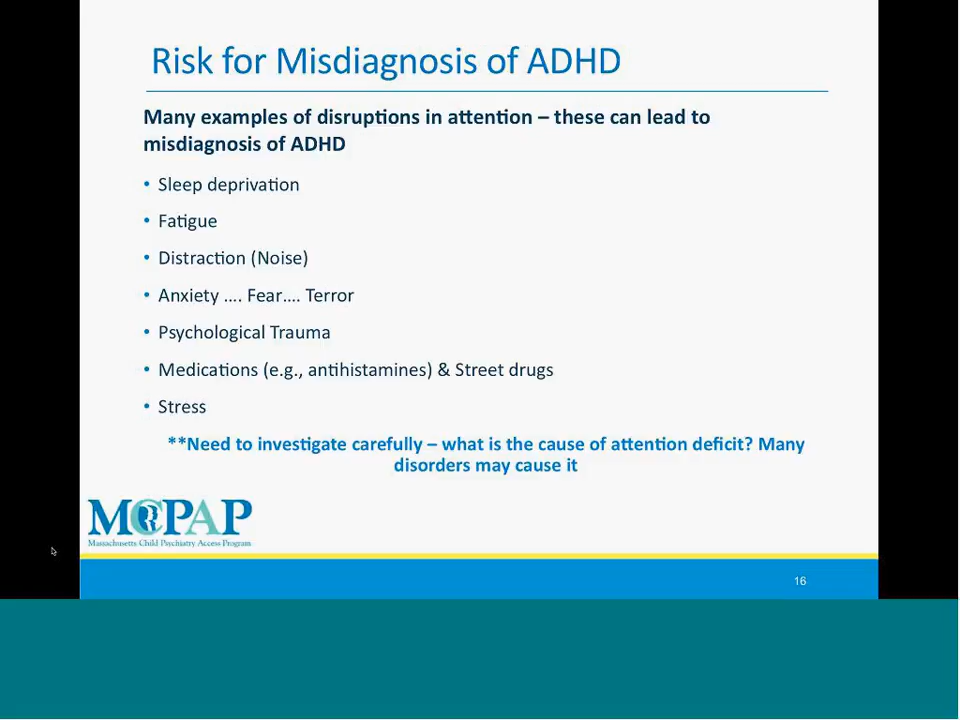 Risk for Misdiagnosis of ADHD
Many examples of disruptions in attention – these can lead to
misdiagnosis of ADHD
• Sleep deprivation
• Fatigue
• Distraction (Noise)
• Anxiety .... Fear.... Terror
• Psychological Trauma
• Medications (e.g., antihistamines) & Street drugs
• Stress
**Need to investigate carefully – what is the cause of attention deficit? Many
disorders may cause it
MCPAP
Massachusetts Child Psychiatry Access Program
16